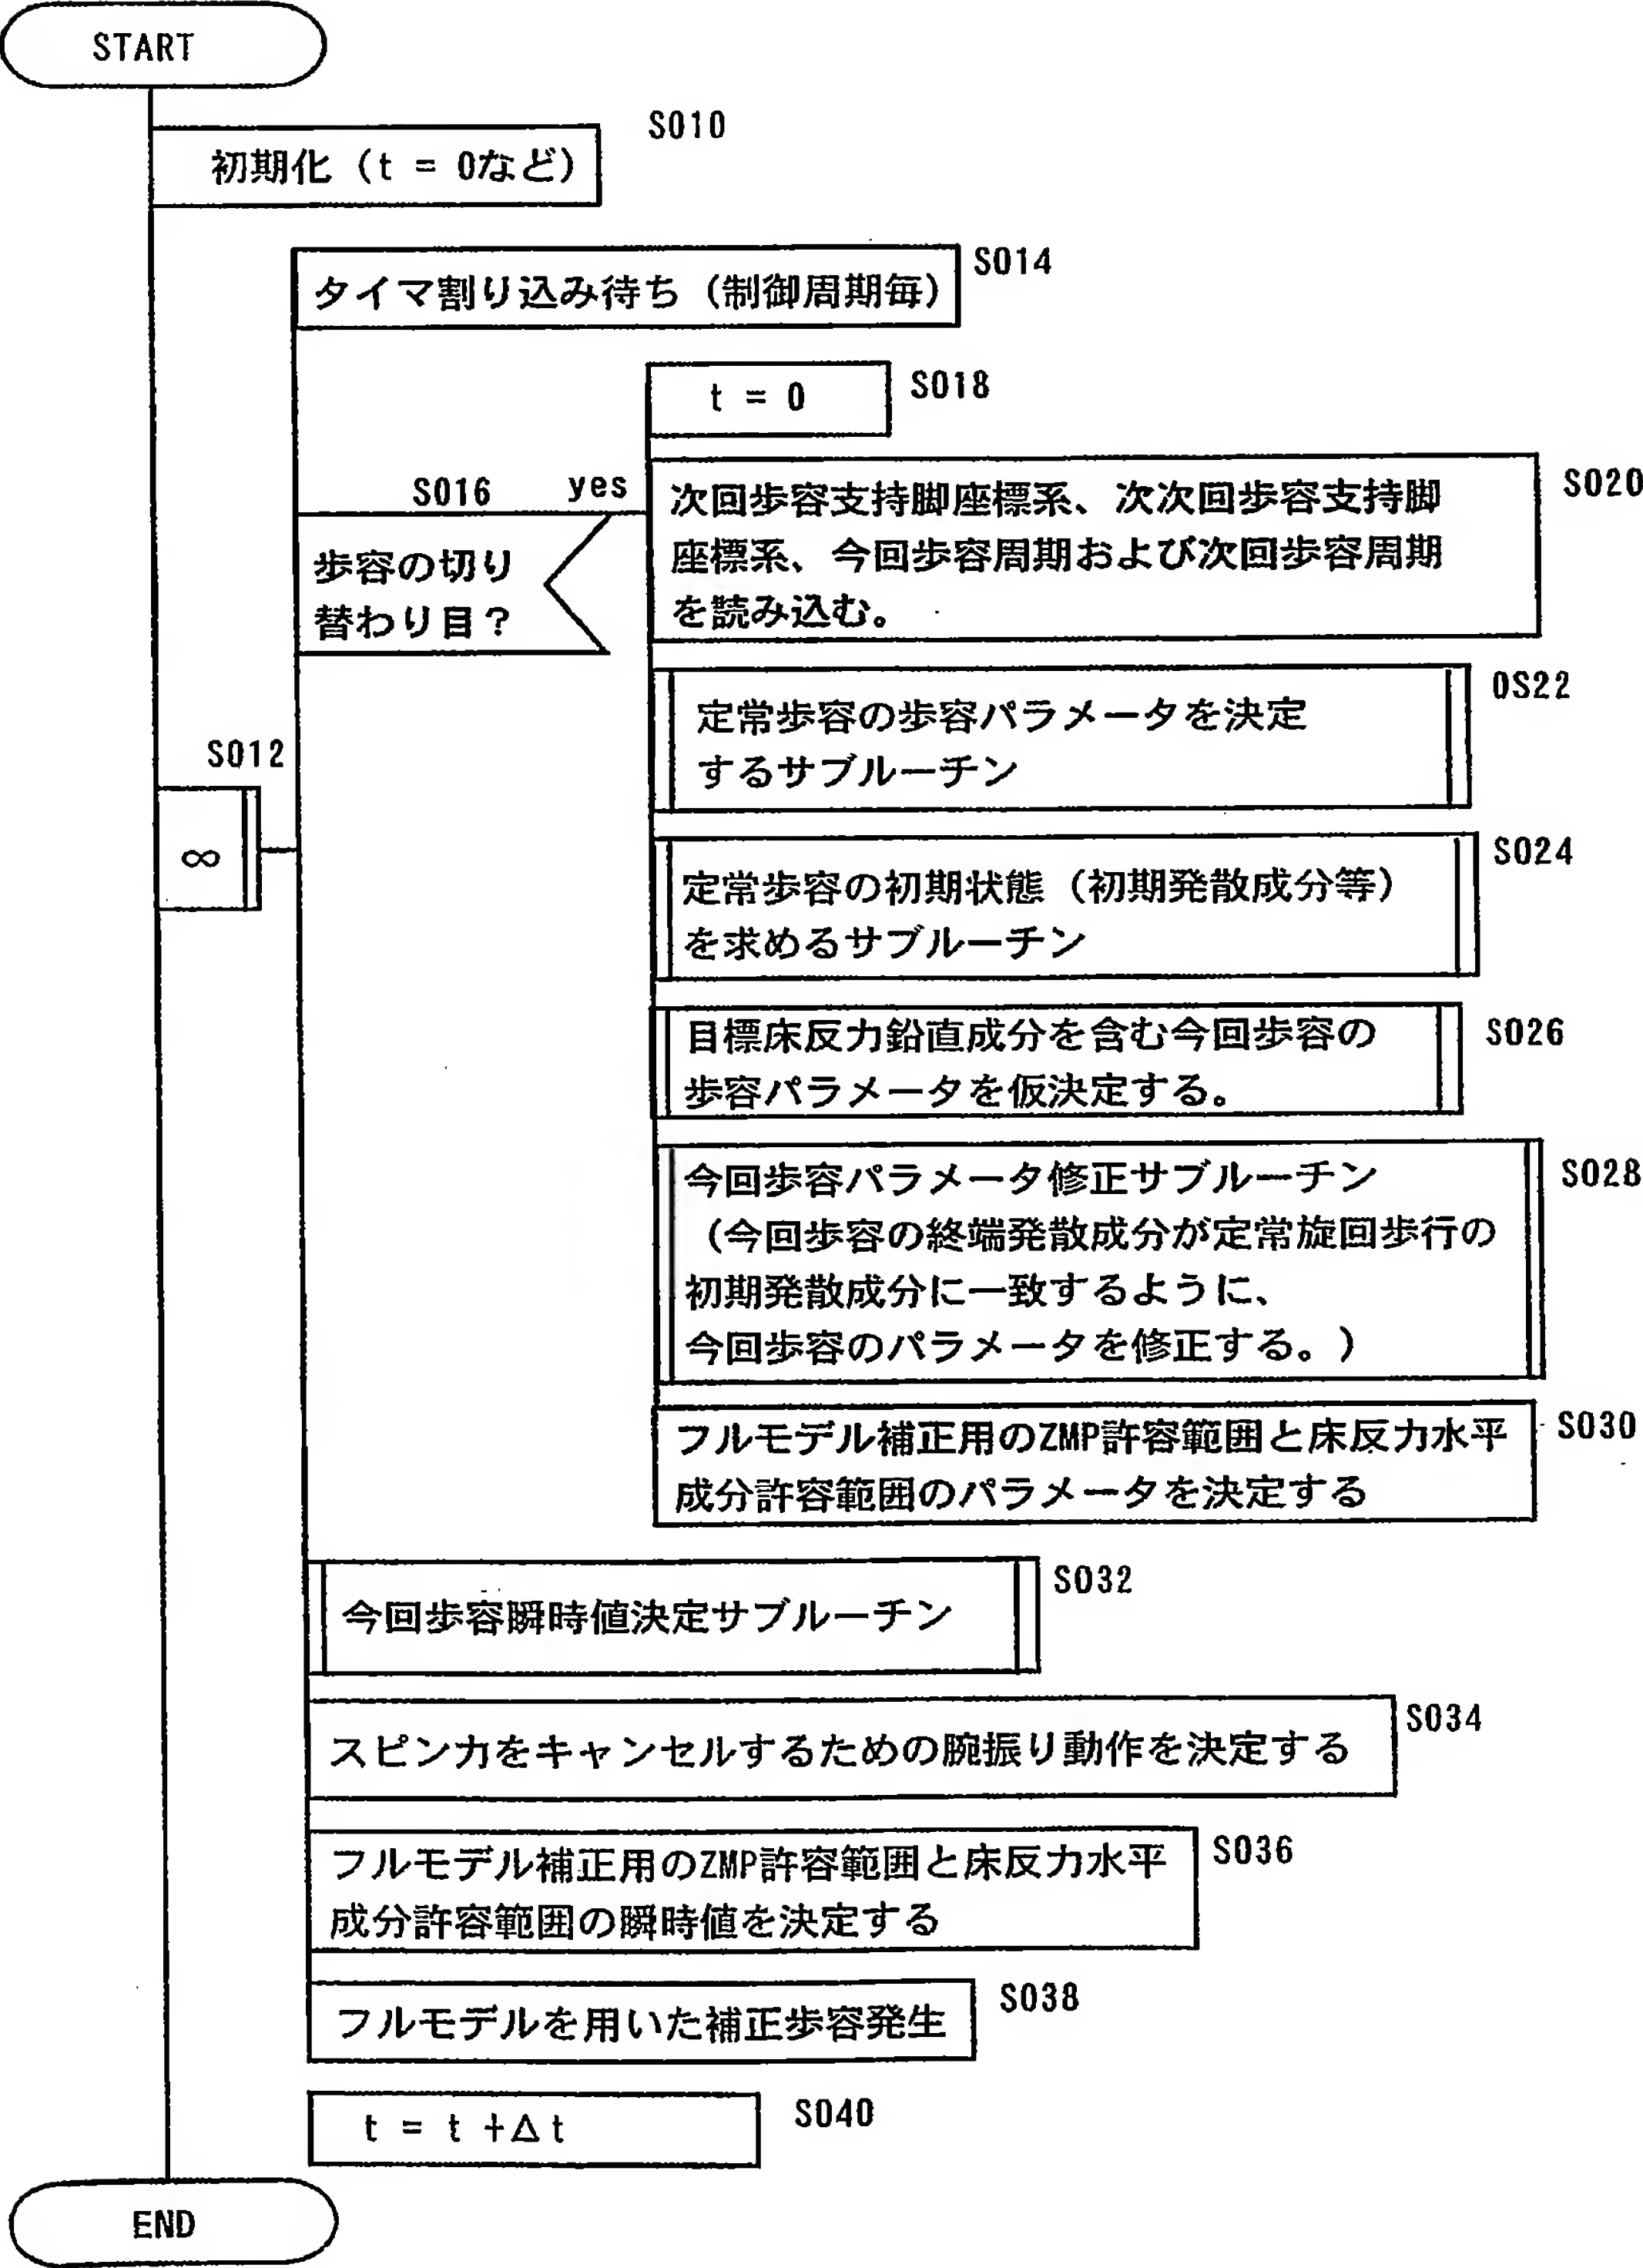 START
S010
初期化（t = 0など）
S014
タイマ割り込み待ち（制御周期毎）
t = 0
S018
S016
yes
歩容の切り
替わり目？
次回歩容支持脚座標系、次次回歩容支持脚
座標系、今回歩容周期および次回歩容周期
を読み込む。
S020
定常歩容の歩容パラメータを決定
するサブルーチン
0S22
S012
∞
定常歩容の初期状態（初期発散成分等）
を求めるサブルーチン
S024
目標床反力鉛直成分を含む今回歩容の
歩容パラメータを仮決定する。
S026
今回歩容パラメータ修正サブルーチン
（今回歩容の終端発散成分が定常旋回歩行の
初期発散成分に一致するように、
今回歩容のパラメータを修正する。）
S028
フルモデル補正用のZMP許容範囲と床反力水平
成分許容範囲のパラメータを決定する
S030
今回歩容瞬時値決定サブルーチン
S032
スピン力をキャンセルするための腕振り動作を決定する
S034
フルモデル補正用のZMP許容範囲と床反力水平
成分許容範囲の瞬時値を決定する
S036
フルモデルを用いた補正歩容発生
S038
t = t +Δt
S040
END